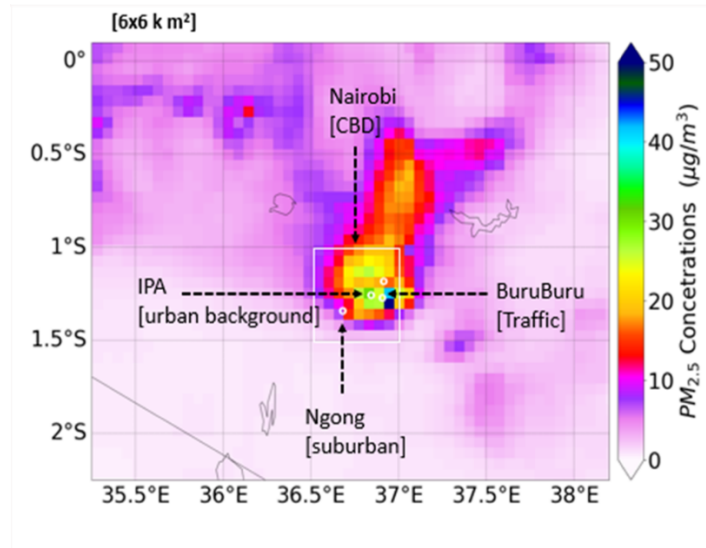 [6x6 k m²]
0°
0.5°S
1°S
1.5°S
2°S
Nairobi
[CBD]
IPA
[urban background]
BuruBuru
[Traffic]
Ngong
[suburban]
35.5°E 36°E 36.5°E 37°E 37.5°E 38°E
50
40
30
20
10
0
PM2.5 Concetrations (μg/m³)